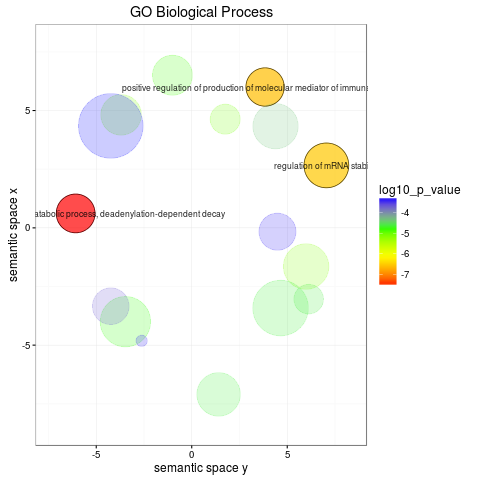 GO Biological Process
positive regulation of production of molecular mediator of immun
regulation of mRNA stabi
atabolic process, deadenylation-dependent decay
5
0
-5
-5
0
5
semantic space x
semantic space y
log10_p_value
-4
-5
-6
-7